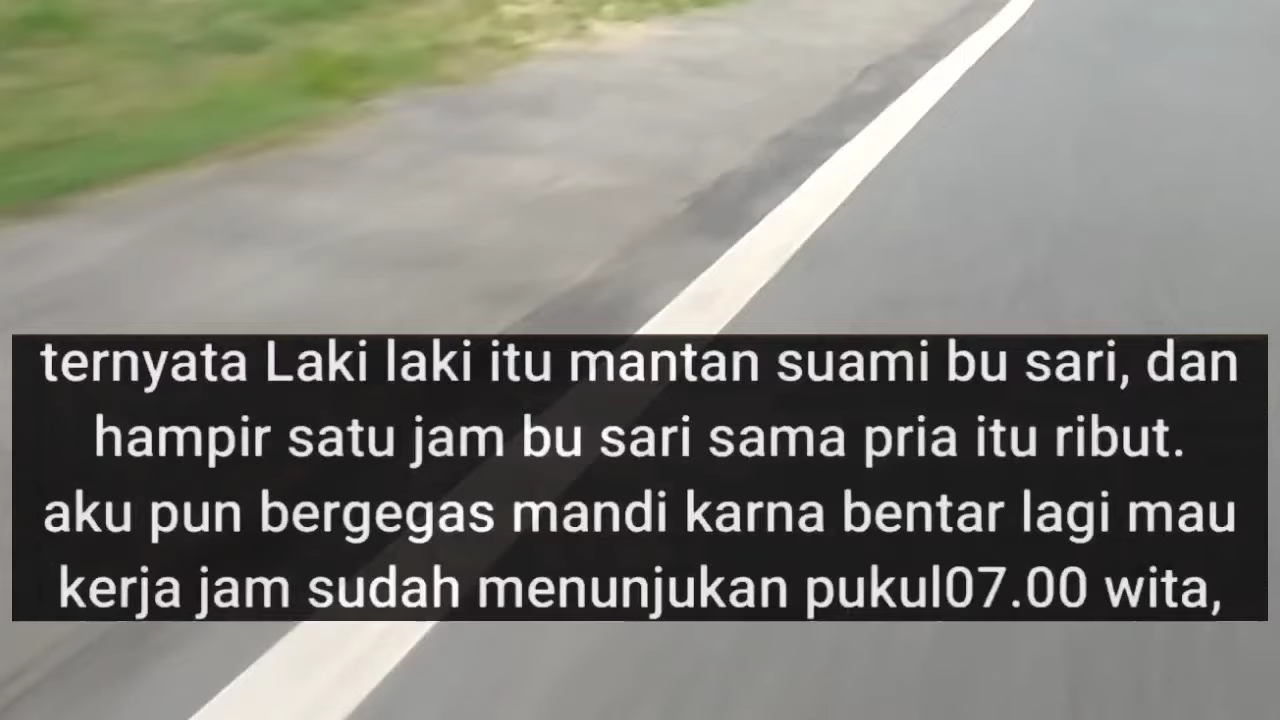 ternyata Laki laki itu mantan suami bu sari, dan
hampir satu jam bu sari sama pria itu ribut.
aku pun bergegas mandi karna bentar lagi mau
kerja jam sudah menunjukan pukul07.00 wita,